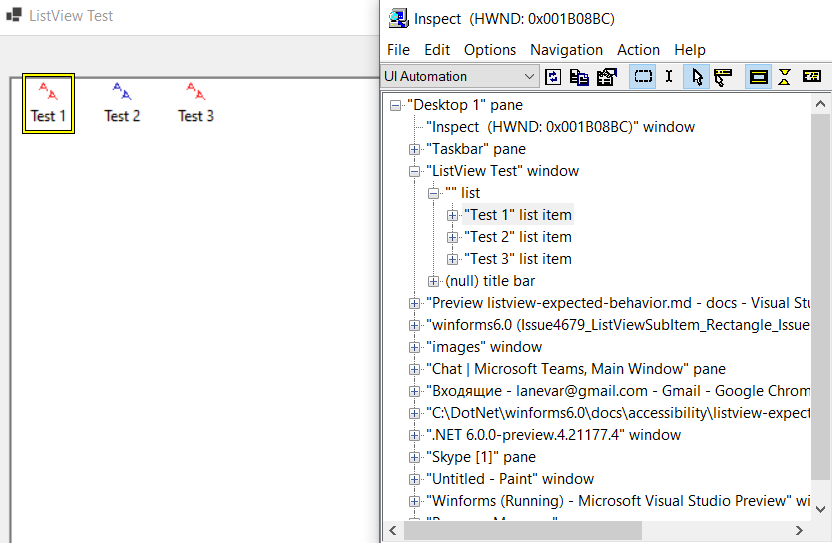 ListView Test
Test 1
Test 2
Test 3
Inspect (HWND: 0x001B08BC)
File Edit Options Navigation Action Help
UI Automation
"Desktop 1" pane
"Inspect (HWND: 0x001B08BC)" window
"Taskbar" pane
"ListView Test" window
"" list
"Test 1" list item
"Test 2" list item
"Test 3" list item
(null) title bar
"Preview listview-expected-behavior.md - docs - Visual Stu
"winforms6.0 (Issue4679_ListViewSubItem_Rectangle_Issue
"images" window
"Chat | Microsoft Teams, Main Window" pane
"Входящие - lanevar@gmail.com - Gmail - Google Chrom
"C:\DotNet\winforms6.0\docs\accessibility\listview-expect
".NET 6.0.0-preview.4.21177.4" window
"Skype [1]" pane
"Untitled - Paint" window
"Winforms (Running) - Microsoft Visual Studio Preview" wi